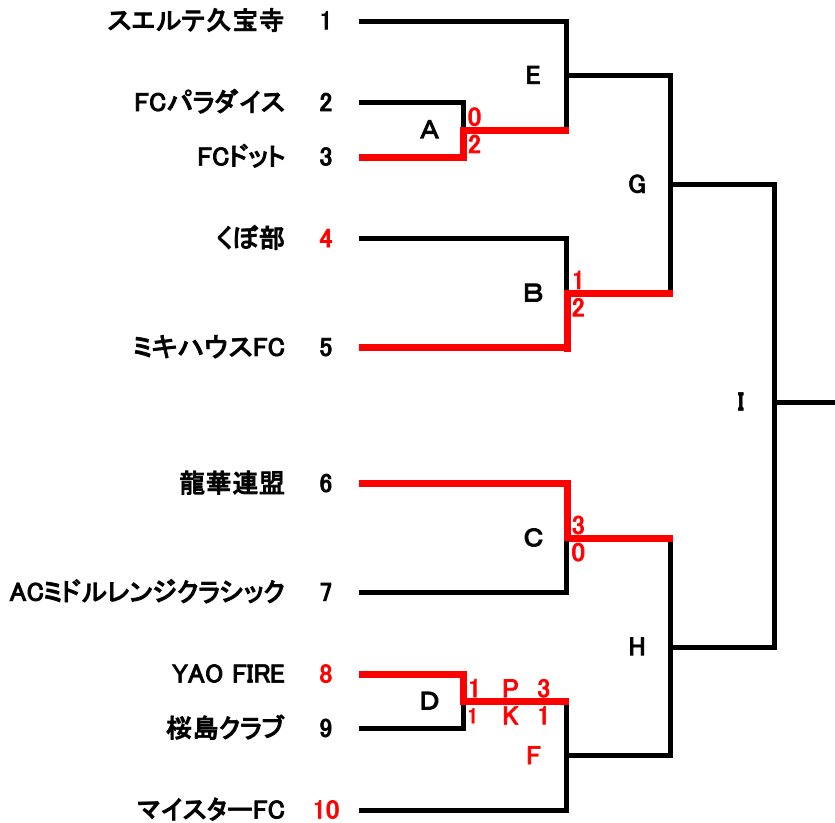 スエルテ久宝寺 1
E
FCパラダイス 2
A
0
2
FCドット 3
G
くぼ部 4
B
1
2
ミキハウスFC 5
I
龍華連盟 6
C
3
0
ACミドルレンジクラシック 7
H
YAO FIRE 8
D
1 P 3
1 K 1
桜島クラブ 9
F
マイスターFC 10